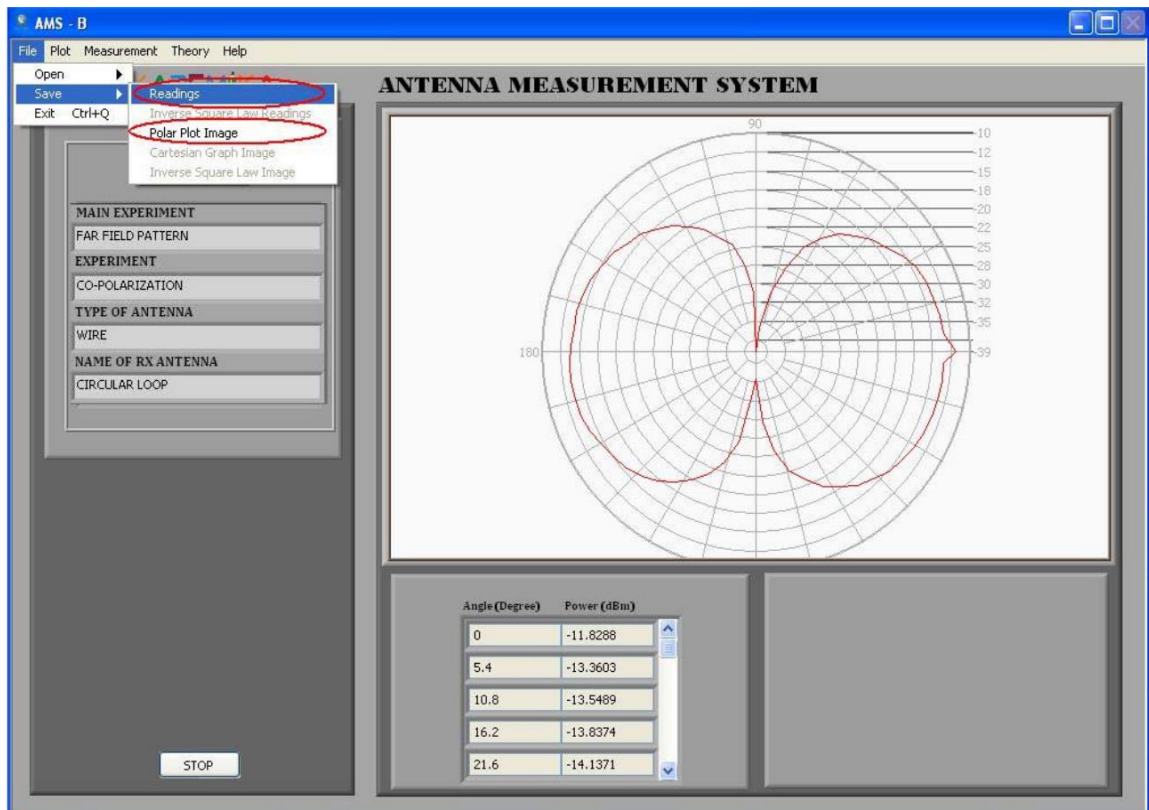 AMS - B
File Plot Measurement Theory Help
Open
Save
Exit Ctrl+Q
Readings
Inverse Square Law Readings
Polar Plot Image
Cartesian Graph Image
Inverse Square Law Image
ANTENNA MEASUREMENT SYSTEM
MAIN EXPERIMENT
FAR FIELD PATTERN
EXPERIMENT
CO-POLARIZATION
TYPE OF ANTENNA
WIRE
NAME OF RX ANTENNA
CIRCULAR LOOP
STOP
90
-10
-12
-15
-18
-20
-22
-25
-28
-30
-32
-35
180
-39
Angle (Degree) Power (dBm)
0 -11.8288
5.4 -13.3603
10.8 -13.5489
16.2 -13.8374
21.6 -14.1371